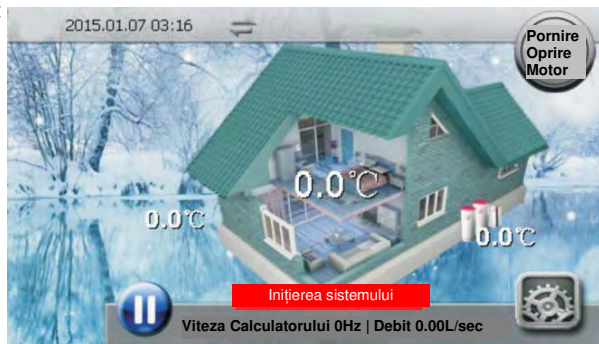 2015.01.07 03:16
Pornire
Oprire
Motor
0.0℃
0.0℃
0.0℃
Inițierea sistemului
Viteza Calculatorului 0Hz | Debit 0.00L/sec